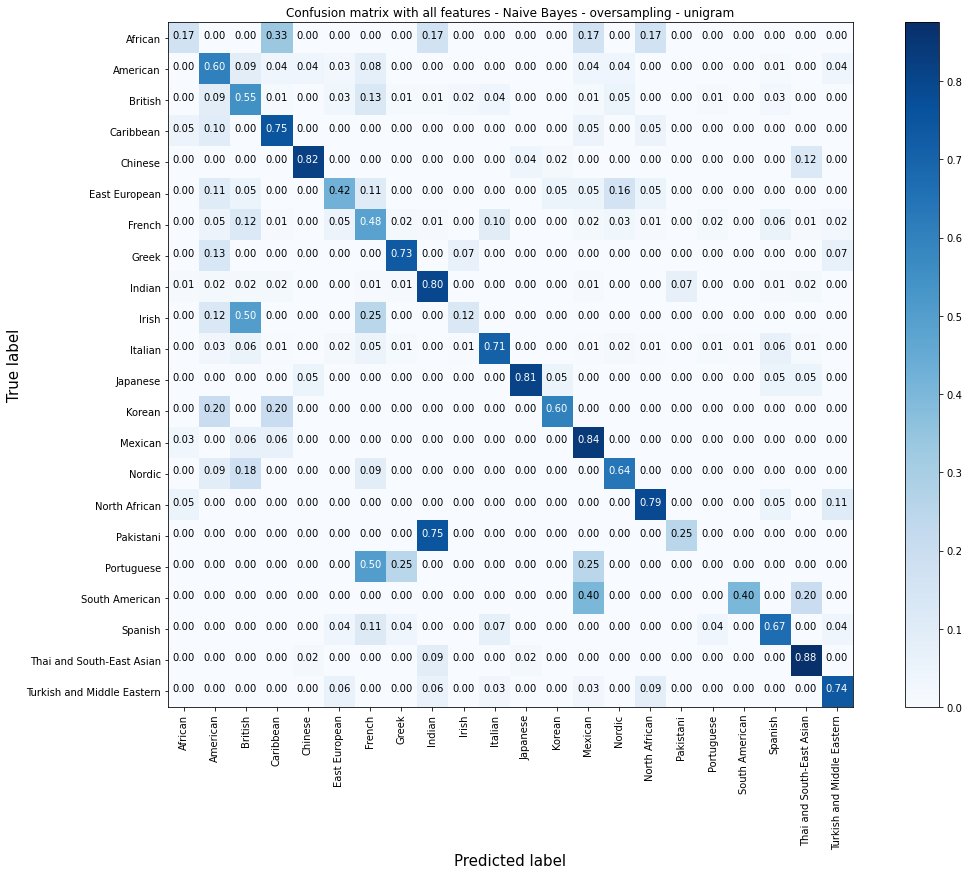 Confusion matrix with all features - Naive Bayes - oversampling - unigram
African 0.17 0.00 0.00 0.33 0.00 0.00 0.00 0.00 0.17 0.00 0.00 0.00 0.00 0.17 0.00 0.17 0.00 0.00 0.00 0.00 0.00 0.00
American 0.00 0.60 0.09 0.04 0.04 0.03 0.08 0.00 0.00 0.00 0.00 0.00 0.00 0.04 0.04 0.00 0.00 0.00 0.00 0.01 0.00 0.04
British 0.00 0.09 0.55 0.01 0.00 0.03 0.13 0.01 0.01 0.02 0.04 0.00 0.00 0.01 0.05 0.00 0.00 0.01 0.00 0.03 0.00 0.00
Caribbean 0.05 0.10 0.00 0.75 0.00 0.00 0.00 0.00 0.00 0.00 0.00 0.00 0.00 0.05 0.00 0.05 0.00 0.00 0.00 0.00 0.00 0.00
Chinese 0.00 0.00 0.00 0.00 0.82 0.00 0.00 0.00 0.00 0.00 0.00 0.04 0.02 0.00 0.00 0.00 0.00 0.00 0.00 0.00 0.12 0.00
East European 0.00 0.11 0.05 0.00 0.00 0.42 0.11 0.00 0.00 0.00 0.00 0.00 0.05 0.05 0.16 0.05 0.00 0.00 0.00 0.00 0.00 0.00
French 0.00 0.05 0.12 0.01 0.00 0.05 0.48 0.02 0.01 0.00 0.10 0.00 0.00 0.02 0.03 0.01 0.00 0.02 0.00 0.06 0.01 0.02
Greek 0.00 0.13 0.00 0.00 0.00 0.00 0.00 0.73 0.00 0.07 0.00 0.00 0.00 0.00 0.00 0.00 0.00 0.00 0.00 0.00 0.00 0.07
Indian 0.01 0.02 0.02 0.02 0.00 0.00 0.01 0.01 0.80 0.00 0.00 0.00 0.00 0.01 0.00 0.00 0.07 0.00 0.00 0.01 0.02 0.00
Irish 0.00 0.12 0.50 0.00 0.00 0.00 0.25 0.00 0.00 0.12 0.00 0.00 0.00 0.00 0.00 0.00 0.00 0.00 0.00 0.00 0.00 0.00
Italian 0.00 0.03 0.06 0.01 0.00 0.02 0.05 0.01 0.00 0.01 0.71 0.00 0.00 0.01 0.02 0.01 0.00 0.01 0.01 0.06 0.01 0.00
Japanese 0.00 0.00 0.00 0.00 0.05 0.00 0.00 0.00 0.00 0.00 0.00 0.81 0.05 0.00 0.00 0.00 0.00 0.00 0.00 0.05 0.05 0.00
Korean 0.00 0.20 0.00 0.20 0.00 0.00 0.00 0.00 0.00 0.00 0.00 0.00 0.60 0.00 0.00 0.00 0.00 0.00 0.00 0.00 0.00 0.00
Mexican 0.03 0.00 0.06 0.06 0.00 0.00 0.00 0.00 0.00 0.00 0.00 0.00 0.00 0.84 0.00 0.00 0.00 0.00 0.00 0.00 0.00 0.00
Nordic 0.00 0.09 0.18 0.00 0.00 0.00 0.09 0.00 0.00 0.00 0.00 0.00 0.00 0.00 0.64 0.00 0.00 0.00 0.00 0.00 0.00 0.00
North African 0.05 0.00 0.00 0.00 0.00 0.00 0.00 0.00 0.00 0.00 0.00 0.00 0.00 0.00 0.00 0.79 0.00 0.00 0.00 0.05 0.00 0.11
Pakistani 0.00 0.00 0.00 0.00 0.00 0.00 0.00 0.00 0.75 0.00 0.00 0.00 0.00 0.00 0.00 0.00 0.25 0.00 0.00 0.00 0.00 0.00
Portuguese 0.00 0.00 0.00 0.00 0.00 0.00 0.50 0.25 0.00 0.00 0.00 0.00 0.00 0.25 0.00 0.00 0.00 0.00 0.00 0.00 0.00 0.00
South American 0.00 0.00 0.00 0.00 0.00 0.00 0.00 0.00 0.00 0.00 0.00 0.00 0.00 0.40 0.00 0.00 0.00 0.00 0.40 0.00 0.20 0.00
Spanish 0.00 0.00 0.00 0.00 0.00 0.04 0.11 0.04 0.00 0.00 0.07 0.00 0.00 0.00 0.00 0.00 0.00 0.04 0.00 0.67 0.00 0.04
Thai and South-East Asian 0.00 0.00 0.00 0.00 0.02 0.00 0.00 0.00 0.09 0.00 0.00 0.02 0.00 0.00 0.00 0.00 0.00 0.00 0.00 0.00 0.88 0.00
Turkish and Middle Eastern 0.00 0.00 0.00 0.00 0.00 0.06 0.00 0.00 0.06 0.00 0.03 0.00 0.00 0.03 0.00 0.09 0.00 0.00 0.00 0.00 0.00 0.74
True label
African
American
British
Caribbean
Chinese
East European
French
Greek
Indian
Irish
Italian
Japanese
Korean
Mexican
Nordic
North African
Pakistani
Portuguese
South American
Spanish
Thai and South-East Asian
Turkish and Middle Eastern
Predicted label
0.8
0.7
0.6
0.5
0.4
0.3
0.2
0.1
0.0